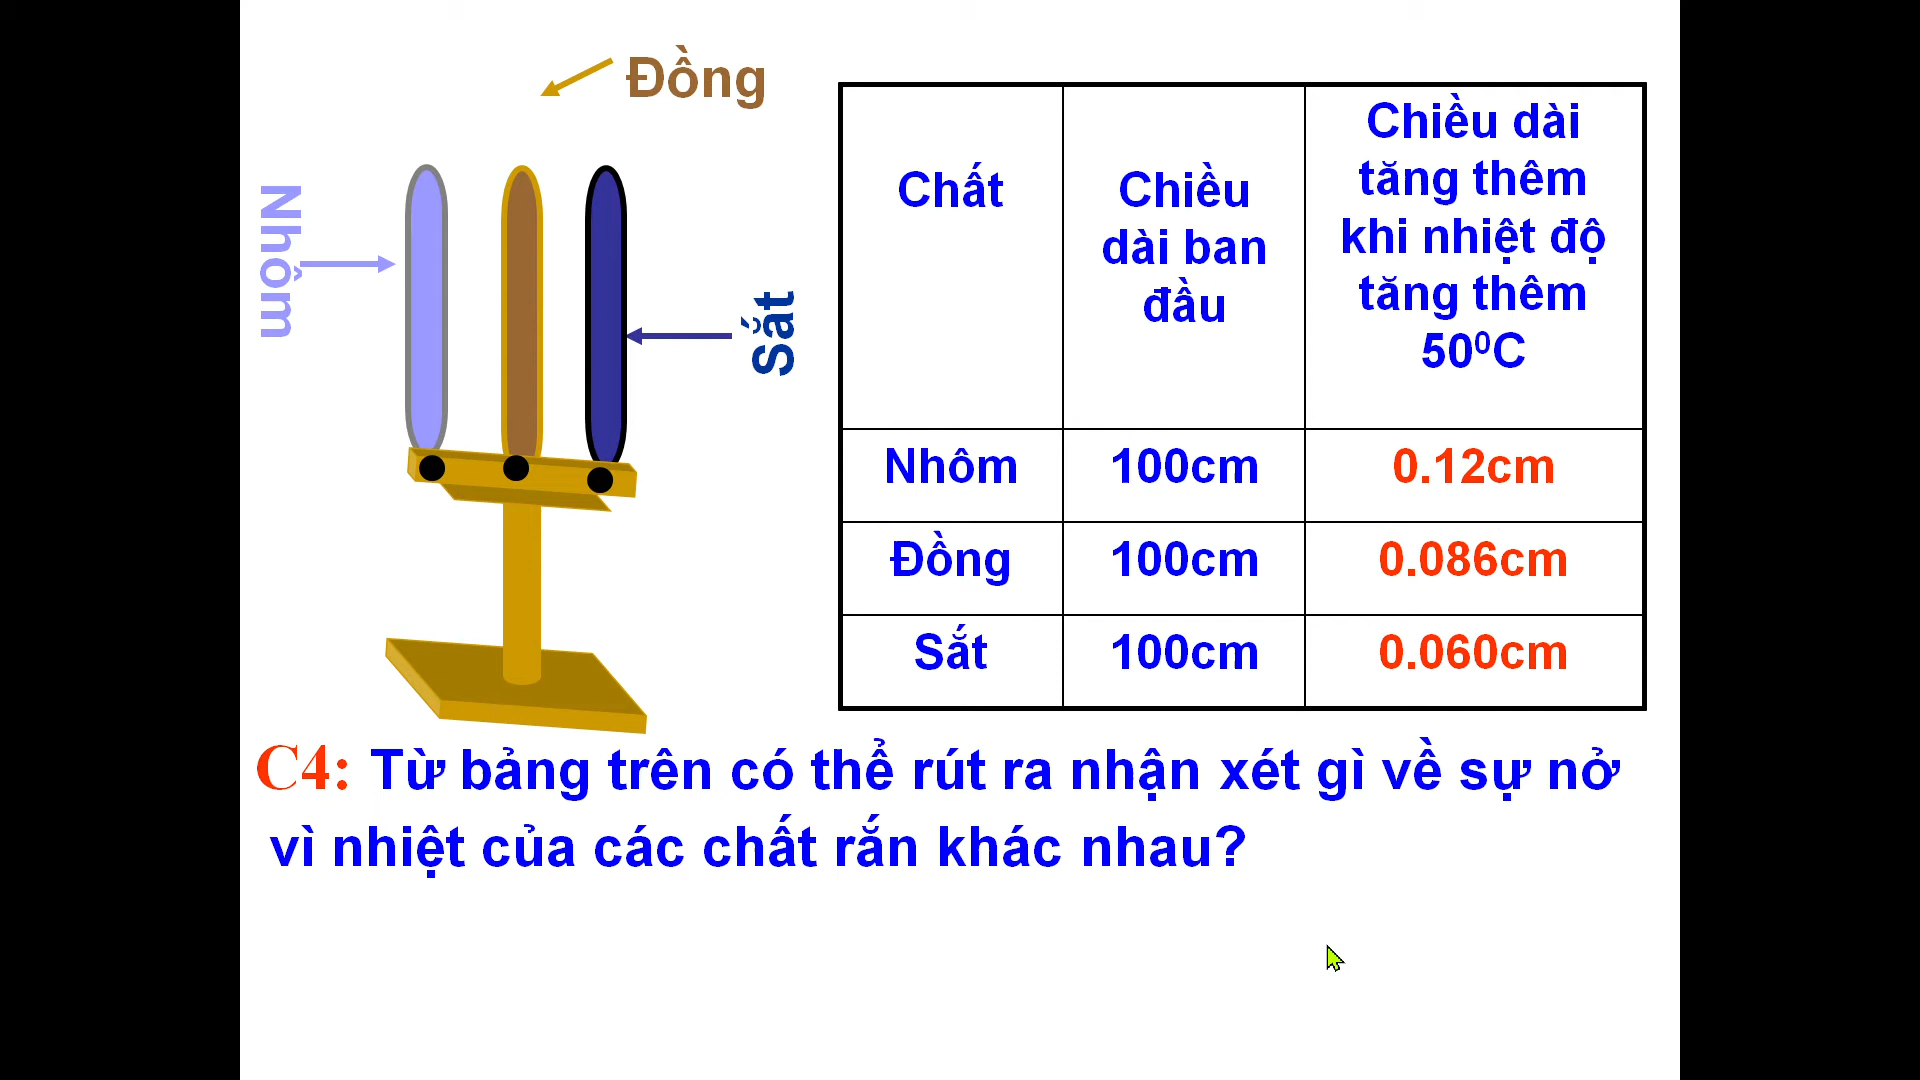 Đồng
Nhôm
Sắt
Chất
Chiều
dài ban
đầu
Chiều dài
tăng thêm
khi nhiệt độ
tăng thêm
50⁰C
Nhôm 100cm 0.12cm
Đồng 100cm 0.086cm
Sắt 100cm 0.060cm
C4: Từ bảng trên có thể rút ra nhận xét gì về sự nở
vì nhiệt của các chất rắn khác nhau?